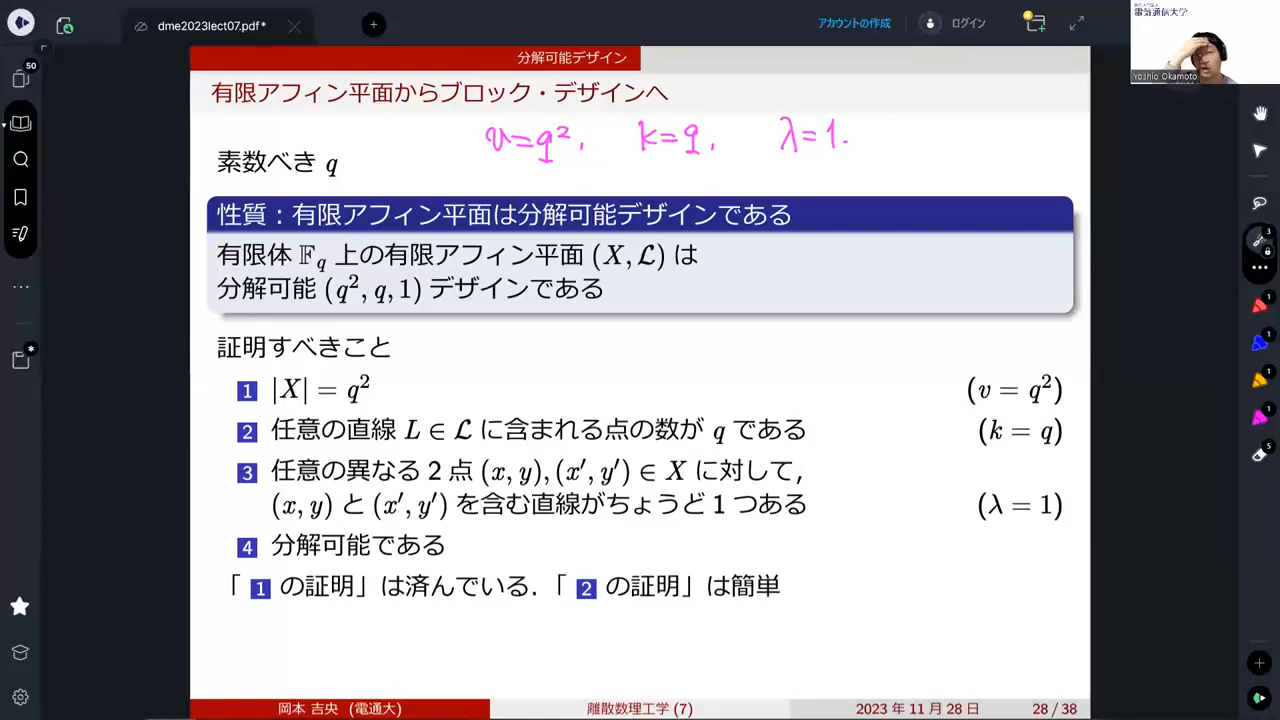 dme2023lect07.pdf*
アカウントの作成
ログイン
電気通信大学
Yoshio Okamoto
50
分解可能デザイン
有限アフィン平面からブロック・デザインへ
v=q², k=q, λ=1.
素数べき q
性質：有限アフィン平面は分解可能デザインである
有限体 𝔽q 上の有限アフィン平面 (X, ℒ) は
分解可能 (q², q, 1) デザインである
証明すべきこと
1 |X| = q² (v = q²)
2 任意の直線 L ∈ ℒ に含まれる点の数が q である (k = q)
3 任意の異なる 2 点 (x, y), (x′, y′) ∈ X に対して,
(x, y) と (x′, y′) を含む直線がちょうど 1 つある (λ = 1)
4 分解可能である
「 1 の証明」は済んでいる.「 2 の証明」は簡単
岡本 吉央 (電通大) 離散数理工学 (7) 2023 年 11 月 28 日 28 / 38
3
1
1
1
1
5